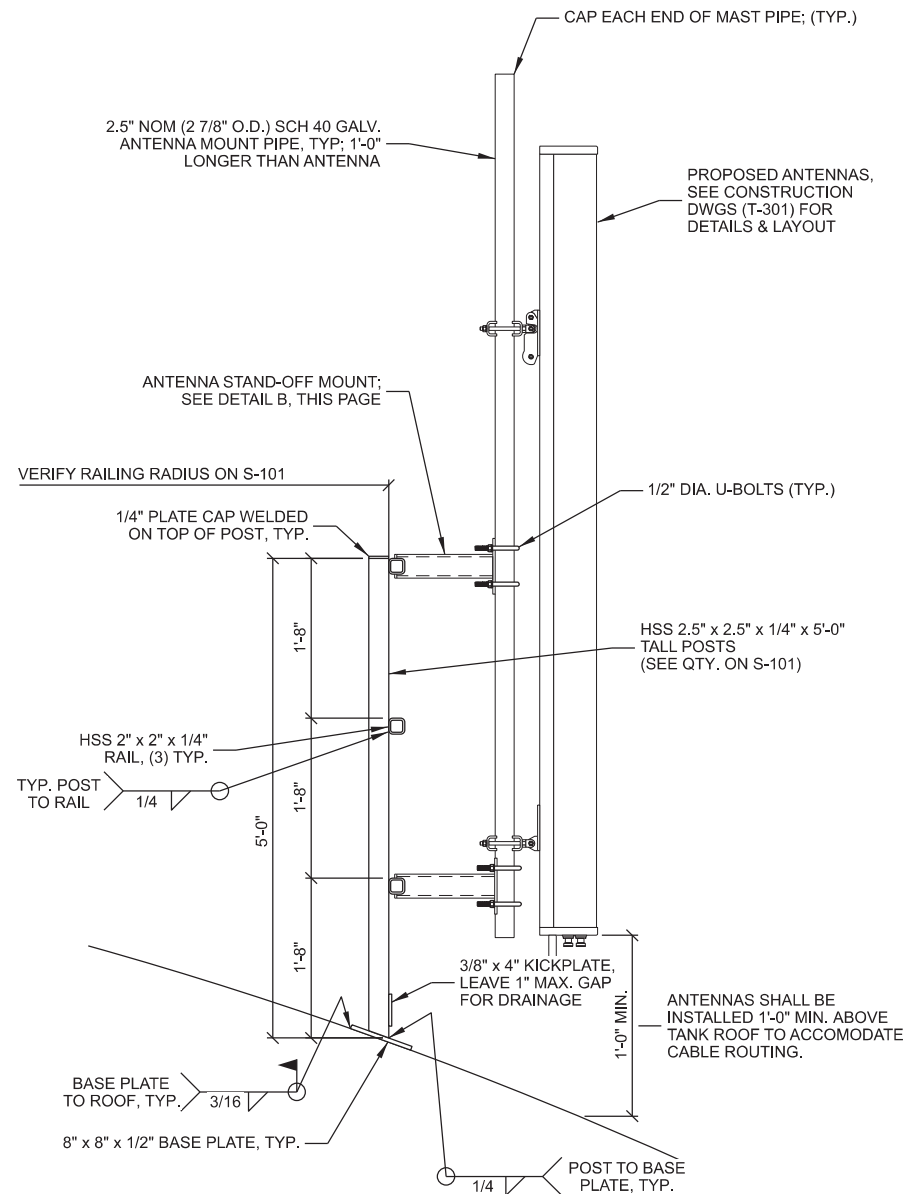 CAP EACH END OF MAST PIPE; (TYP.)
2.5" NOM (2 7/8" O.D.) SCH 40 GALV.
ANTENNA MOUNT PIPE, TYP; 1'-0"
LONGER THAN ANTENNA
PROPOSED ANTENNAS,
SEE CONSTRUCTION
DWGS (T-301) FOR
DETAILS & LAYOUT
ANTENNA STAND-OFF MOUNT;
SEE DETAIL B, THIS PAGE
VERIFY RAILING RADIUS ON S-101
1/2" DIA. U-BOLTS (TYP.)
1/4" PLATE CAP WELDED
ON TOP OF POST, TYP.
1'-8"
HSS 2.5" x 2.5" x 1/4" x 5'-0"
TALL POSTS
(SEE QTY. ON S-101)
HSS 2" x 2" x 1/4"
RAIL, (3) TYP.
TYP. POST
TO RAIL
1/4
1'-8"
5'-0"
1'-8"
3/8" x 4" KICKPLATE,
LEAVE 1" MAX. GAP
FOR DRAINAGE
1'-0" MIN.
ANTENNAS SHALL BE
INSTALLED 1'-0" MIN. ABOVE
TANK ROOF TO ACCOMODATE
CABLE ROUTING.
BASE PLATE
TO ROOF, TYP.
3/16
8" x 8" x 1/2" BASE PLATE, TYP.
1/4
POST TO BASE
PLATE, TYP.